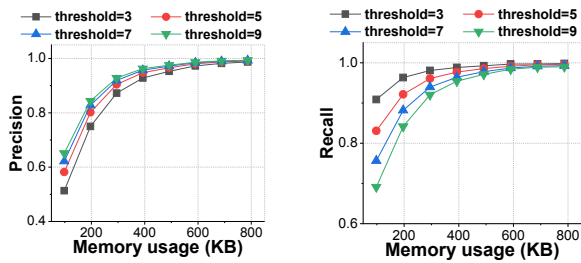 threshold=3 threshold=5
threshold=7 threshold=9
1.0
0.8
0.6
0.4
Precision
200 400 600 800
Memory usage (KB)
threshold=3 threshold=5
threshold=7 threshold=9
1.0
0.8
0.6
Recall
200 400 600 800
Memory usage (KB)